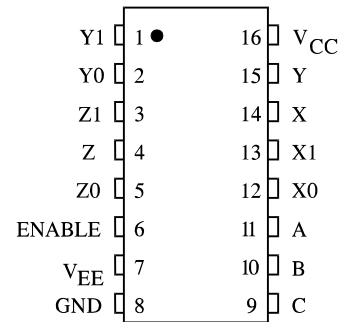 Y1 1 16 VCC
Y0 2 15 Y
Z1 3 14 X
Z 4 13 X1
Z0 5 12 X0
ENABLE 6 11 A
VEE 7 10 B
GND 8 9 C